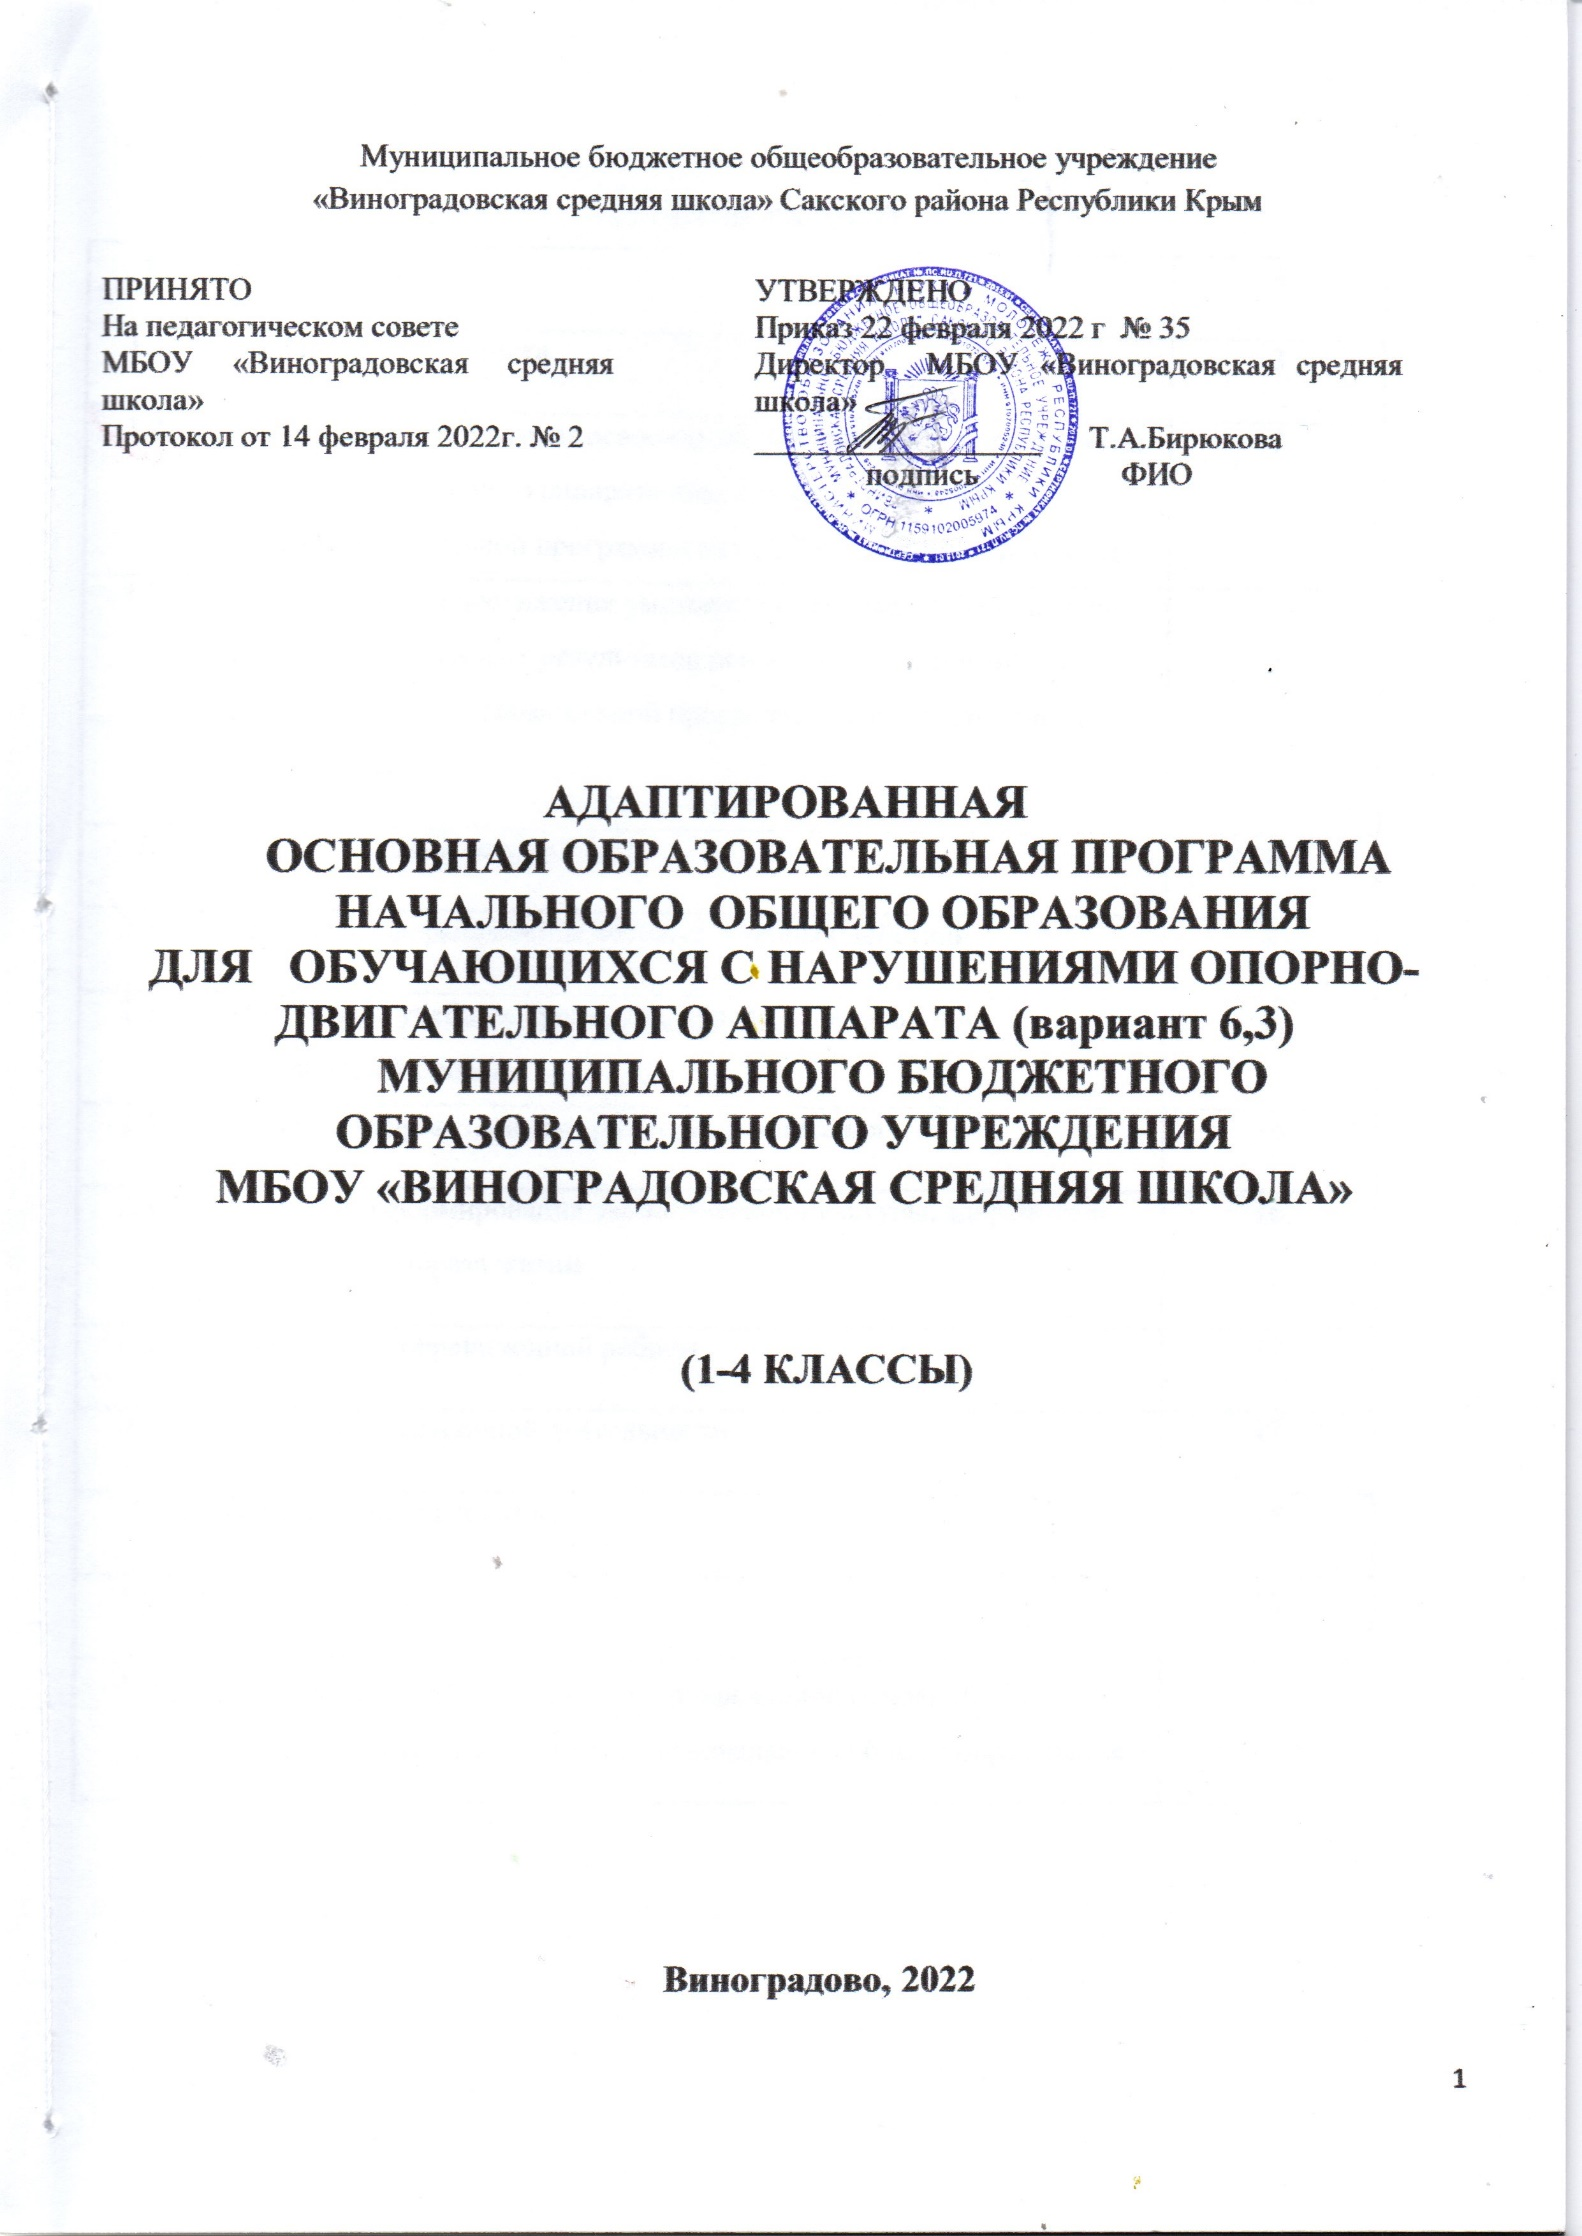 Муниципальное бюджетное общеобразовательное учреждение
«Виноградовская средняя школа» Сакского района Республики Крым
ПРИНЯТО
На педагогическом совете
МБОУ «Виноградовская средняя
школа»
Протокол от 14 февраля 2022г. № 2
УТВЕРЖДЕНО
Приказ 22 февраля 2022 г № 35
Директор МБОУ «Виноградовская средняя
школа»
Т.А.Бирюкова
подпись ФИО
ОГРН 1159102005974
АДАПТИРОВАННАЯ
ОСНОВНАЯ ОБРАЗОВАТЕЛЬНАЯ ПРОГРАММА
НАЧАЛЬНОГО ОБЩЕГО ОБРАЗОВАНИЯ
ДЛЯ ОБУЧАЮЩИХСЯ С НАРУШЕНИЯМИ ОПОРНО-
ДВИГАТЕЛЬНОГО АППАРАТА (вариант 6,3)
МУНИЦИПАЛЬНОГО БЮДЖЕТНОГО
ОБРАЗОВАТЕЛЬНОГО УЧРЕЖДЕНИЯ
МБОУ «ВИНОГРАДОВСКАЯ СРЕДНЯЯ ШКОЛА»
(1-4 КЛАССЫ)
Виноградово, 2022
1